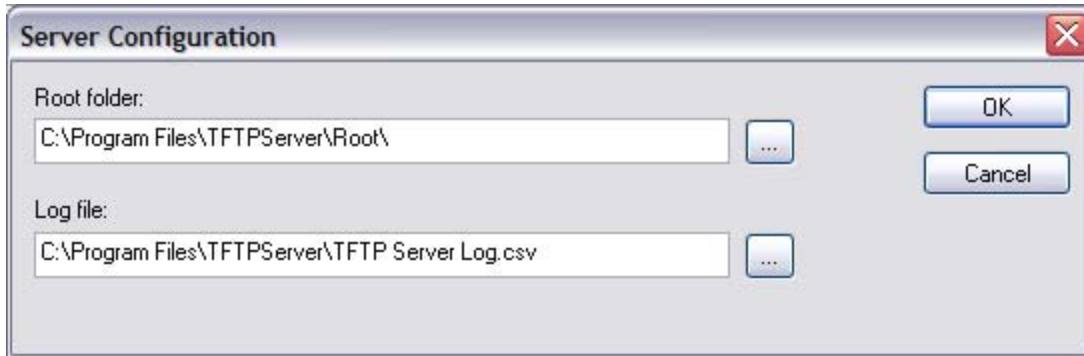 Server Configuration
Root folder:
OK
C:\Program Files\TFTPServer\Root\
...
Cancel
Log file:
C:\Program Files\TFTPServer\TFTP Server Log.csv
...